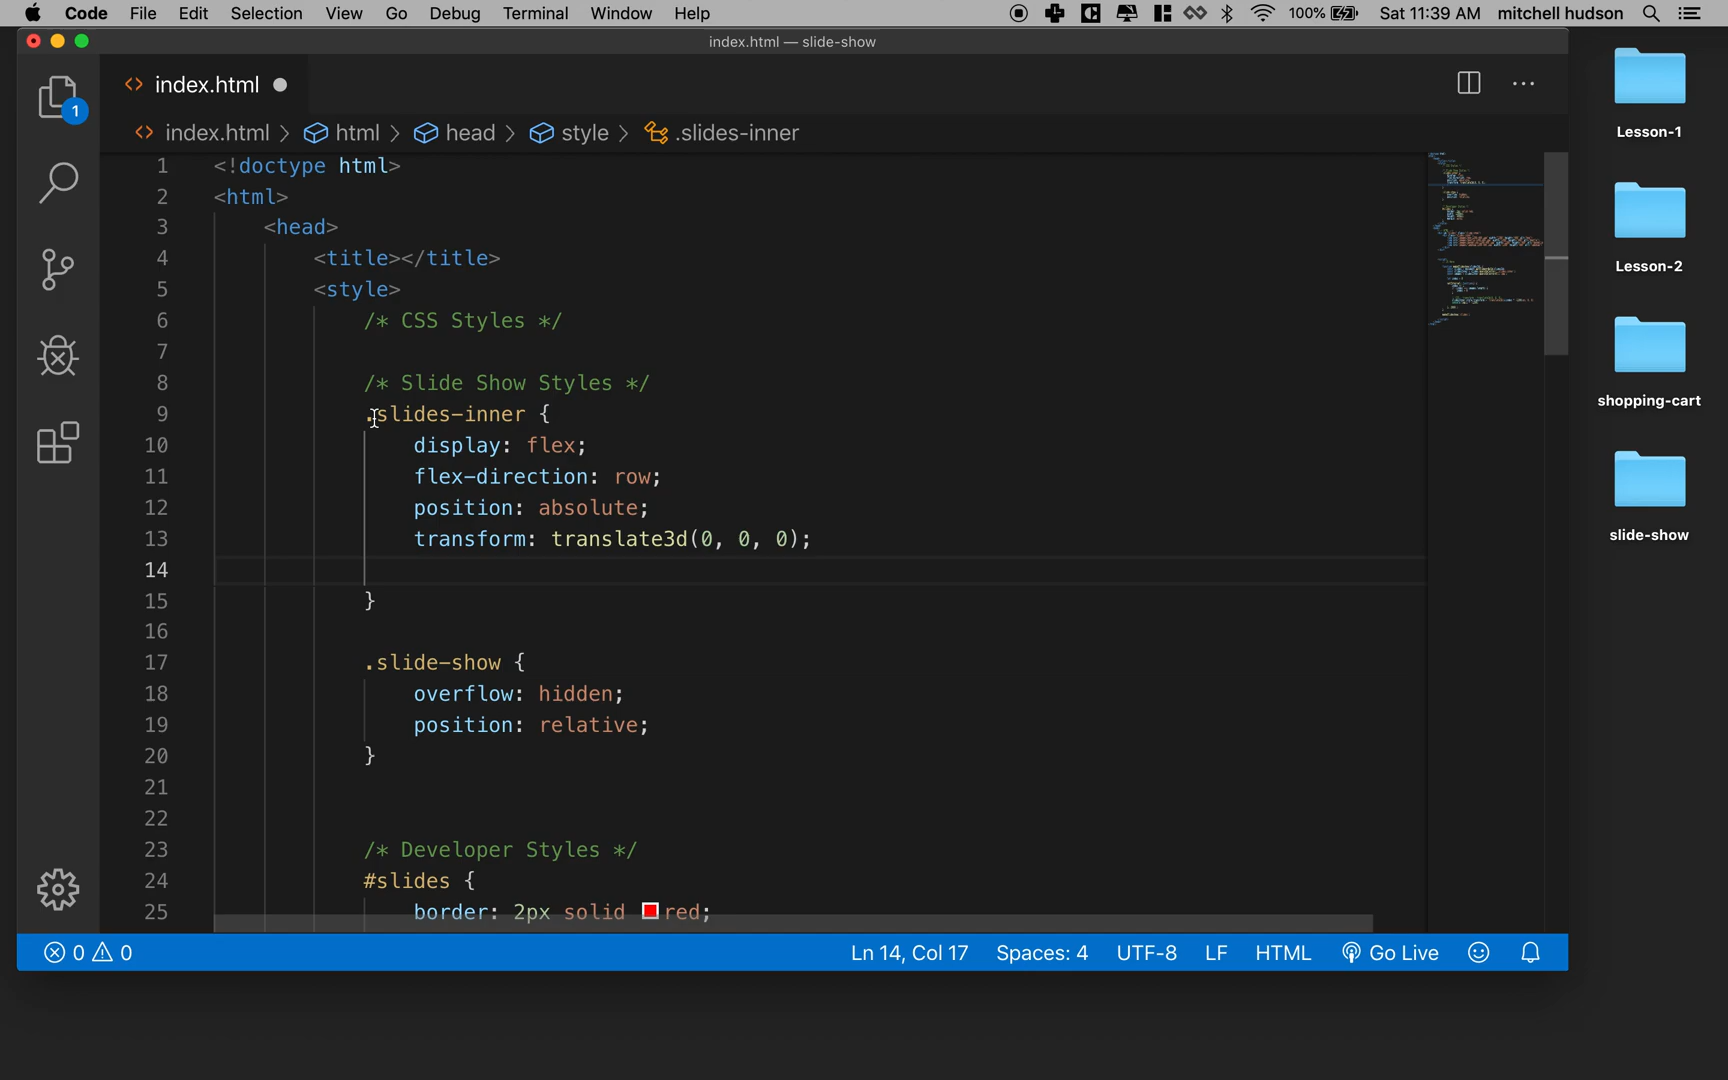 Code File Edit Selection View Go Debug Terminal Window Help 100% Sat 11:39 AM mitchell hudson
index.html — slide-show
<> index.html
1
<> index.html > html > head > style > .slides-inner
1 <!doctype html>
2 <html>
3 <head>
4 <title></title>
5 <style>
6 /* CSS Styles */
7
8 /* Slide Show Styles */
9 .slides-inner {
10 display: flex;
11 flex-direction: row;
12 position: absolute;
13 transform: translate3d(0, 0, 0);
14
15 }
16
17 .slide-show {
18 overflow: hidden;
19 position: relative;
20 }
21
22
23 /* Developer Styles */
24 #slides {
25 border: 2px solid red;
0 0 Ln 14, Col 17 Spaces: 4 UTF-8 LF HTML Go Live
Lesson-1
Lesson-2
shopping-cart
slide-show